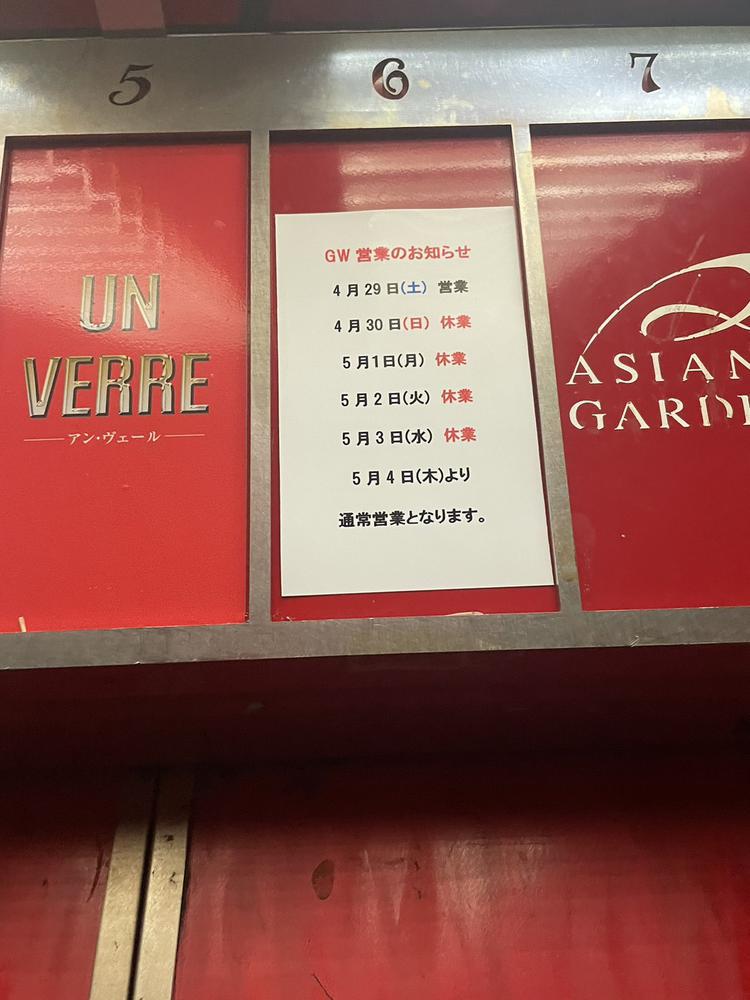 5
6
7
UN
VERRE
アン・ヴェール
GW 営業のお知らせ
4月29日(土) 営業
4月30日(日) 休業
5月1日(月) 休業
5月2日(火) 休業
5月3日(水) 休業
5月4日(木)より
通常営業となります。
ASIAN